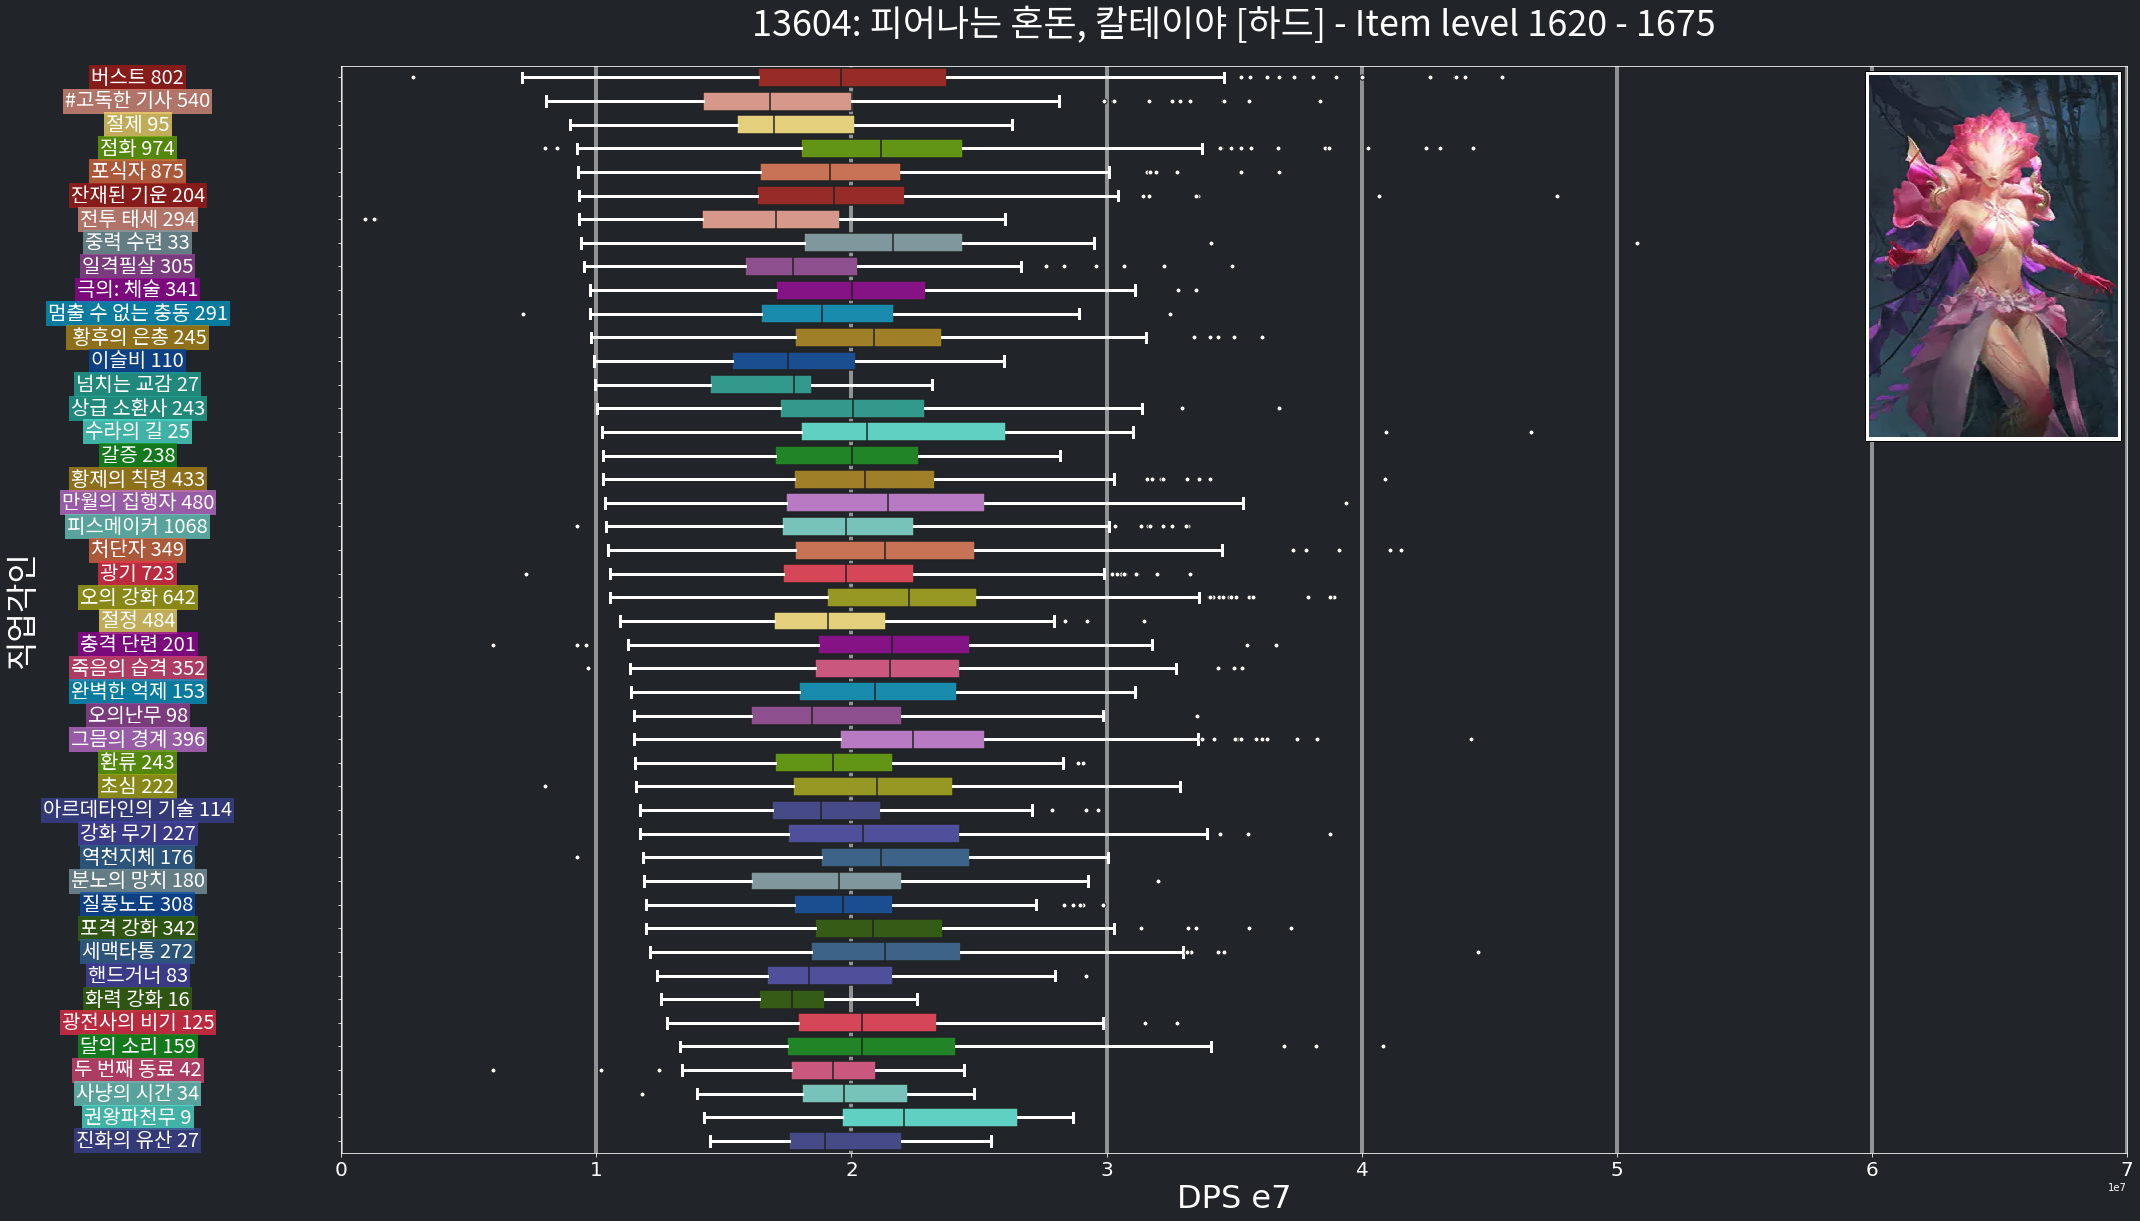 13604: 피어나는 혼돈, 칼테이야 [하드] - Item level 1620 - 1675
버스트 802
#고독한 기사 540
절제 95
점화 974
포식자 875
잔재된 기운 204
전투 태세 294
중력 수련 33
일격필살 305
극의: 체술 341
멈출 수 없는 충동 291
황후의 은총 245
이슬비 110
넘치는 교감 27
상급 소환사 243
수라의 길 25
갈증 238
황제의 칙령 433
만월의 집행자 480
피스메이커 1068
처단자 349
광기 723
오의 강화 642
절정 484
충격 단련 201
죽음의 습격 352
완벽한 억제 153
오의난무 98
그믐의 경계 396
환류 243
초심 222
아르데타인의 기술 114
강화 무기 227
역천지체 176
분노의 망치 180
질풍노도 308
포격 강화 342
세맥타통 272
핸드거너 83
화력 강화 16
광전사의 비기 125
달의 소리 159
두 번째 동료 42
사냥의 시간 34
권왕파천무 9
진화의 유산 27
직업각인
0 1 2 3 4 5 6 7
DPS e7
1e7